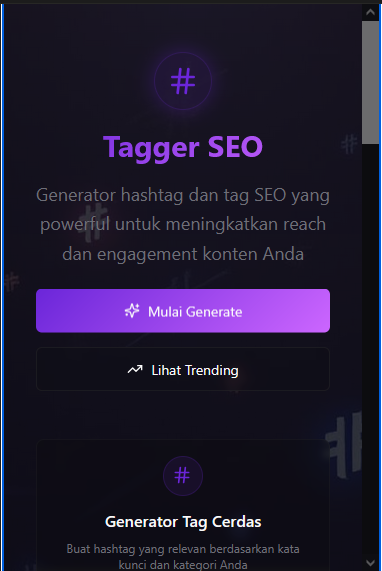 #
Tagger SEO
Generator hashtag dan tag SEO yang
powerful untuk meningkatkan reach
dan engagement konten Anda
Mulai Generate
Lihat Trending
#
Generator Tag Cerdas
Buat hashtag yang relevan berdasarkan kata
kunci dan kategori Anda